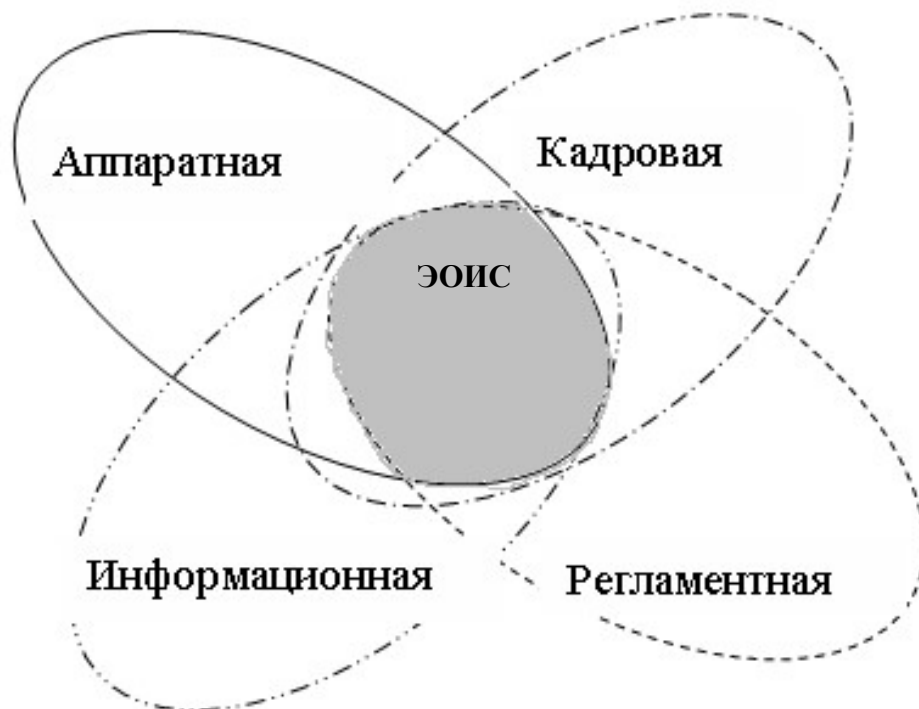 Аппаратная
Кадровая
ЭОИС
Информационная
Регламентная